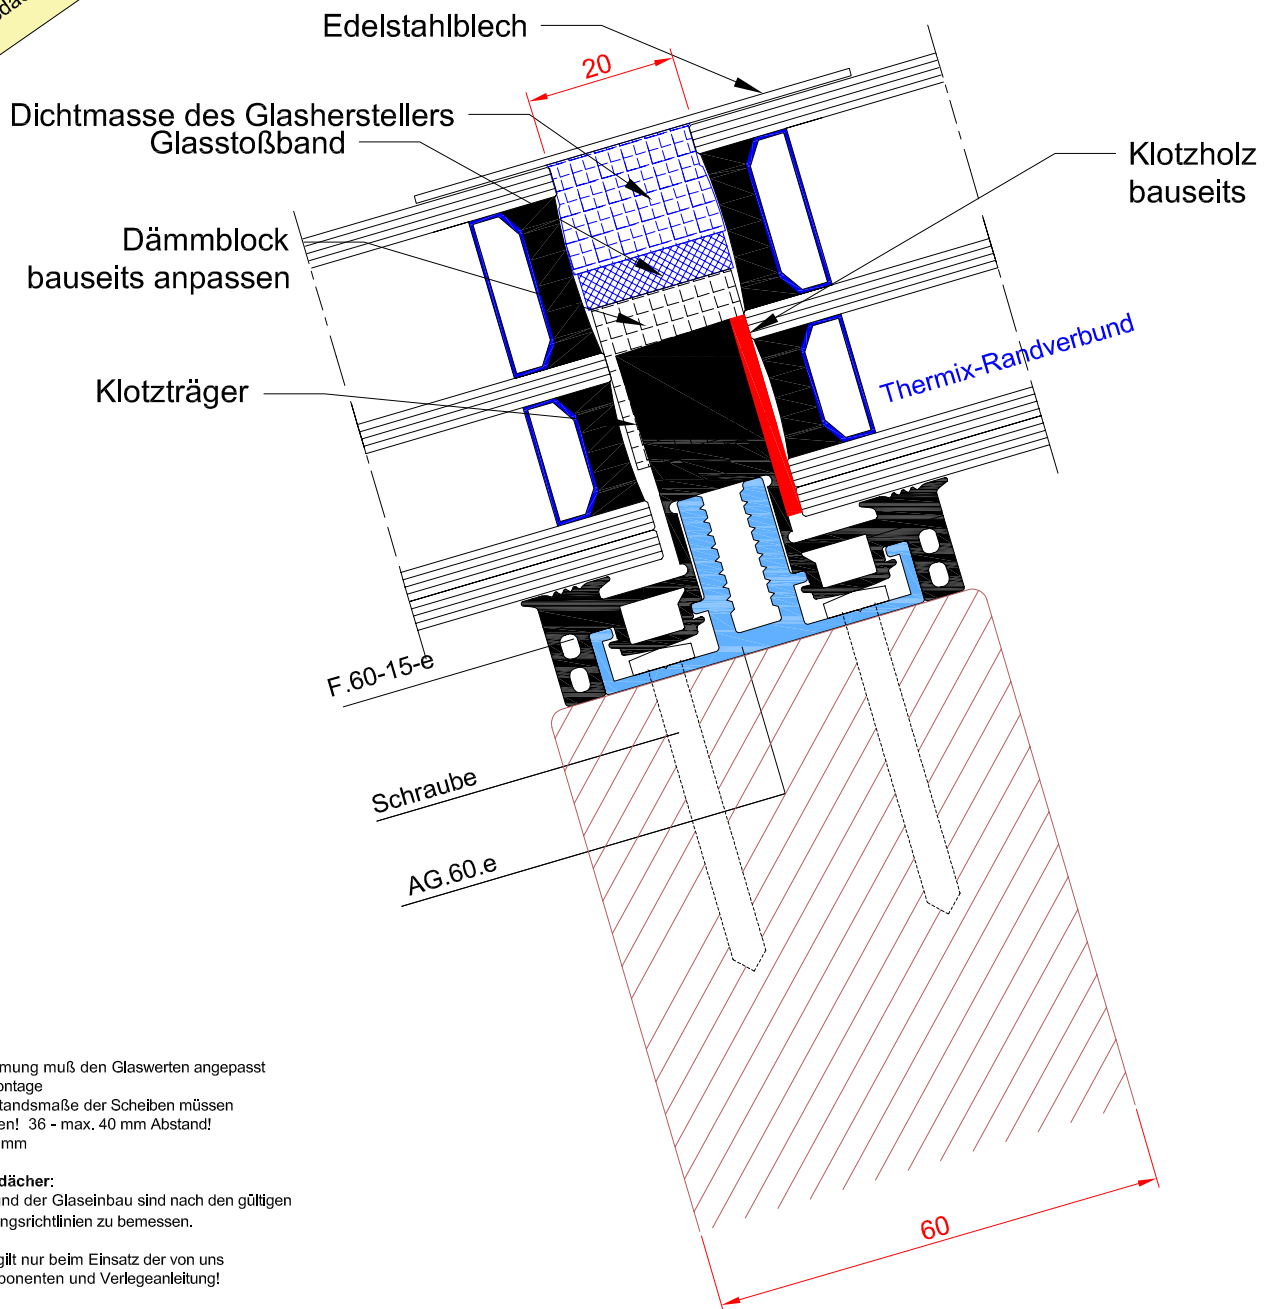 Edelstahlblech
20
Dichtmasse des Glasherstellers
Glasstoßband
Klotzholz
bauseits
Dämmblock
bauseits anpassen
Thermix-Randverbund
Klotzträger
F.60-15-e
Schraube
AG.60.e
mung muß den Glaswerten angepasst
ontage
tandsmaße der Scheiben müssen
en! 36 - max. 40 mm Abstand!
mm
dächer:
und der Glaseinbau sind nach den gültigen
ngsrichtlinien zu bemessen.
gilt nur beim Einsatz der von uns
ponenten und Verlegeanleitung!
60